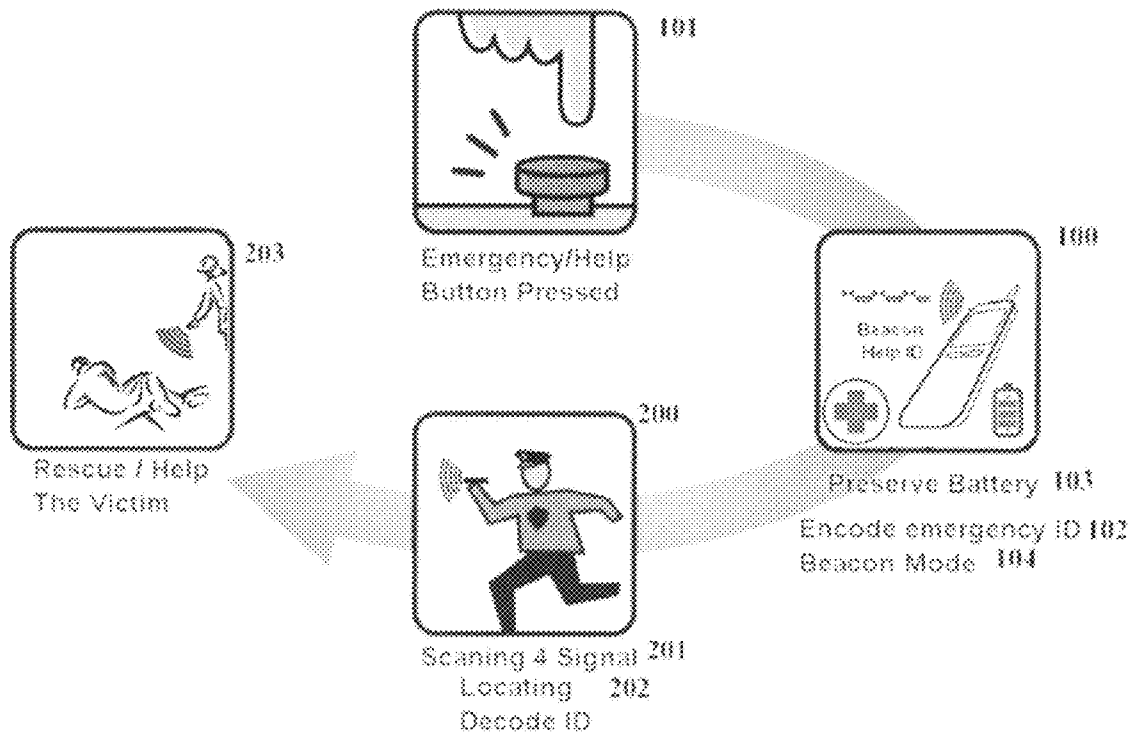 101
Emergency/Help
Button Pressed
100
Beacon
Help ID
Preserve Battery 103
Encode emergency ID 102
Beacon Mode 104
200
Scaning 4 Signal 201
Locating 202
Decode ID
203
Rescue / Help
The Victim